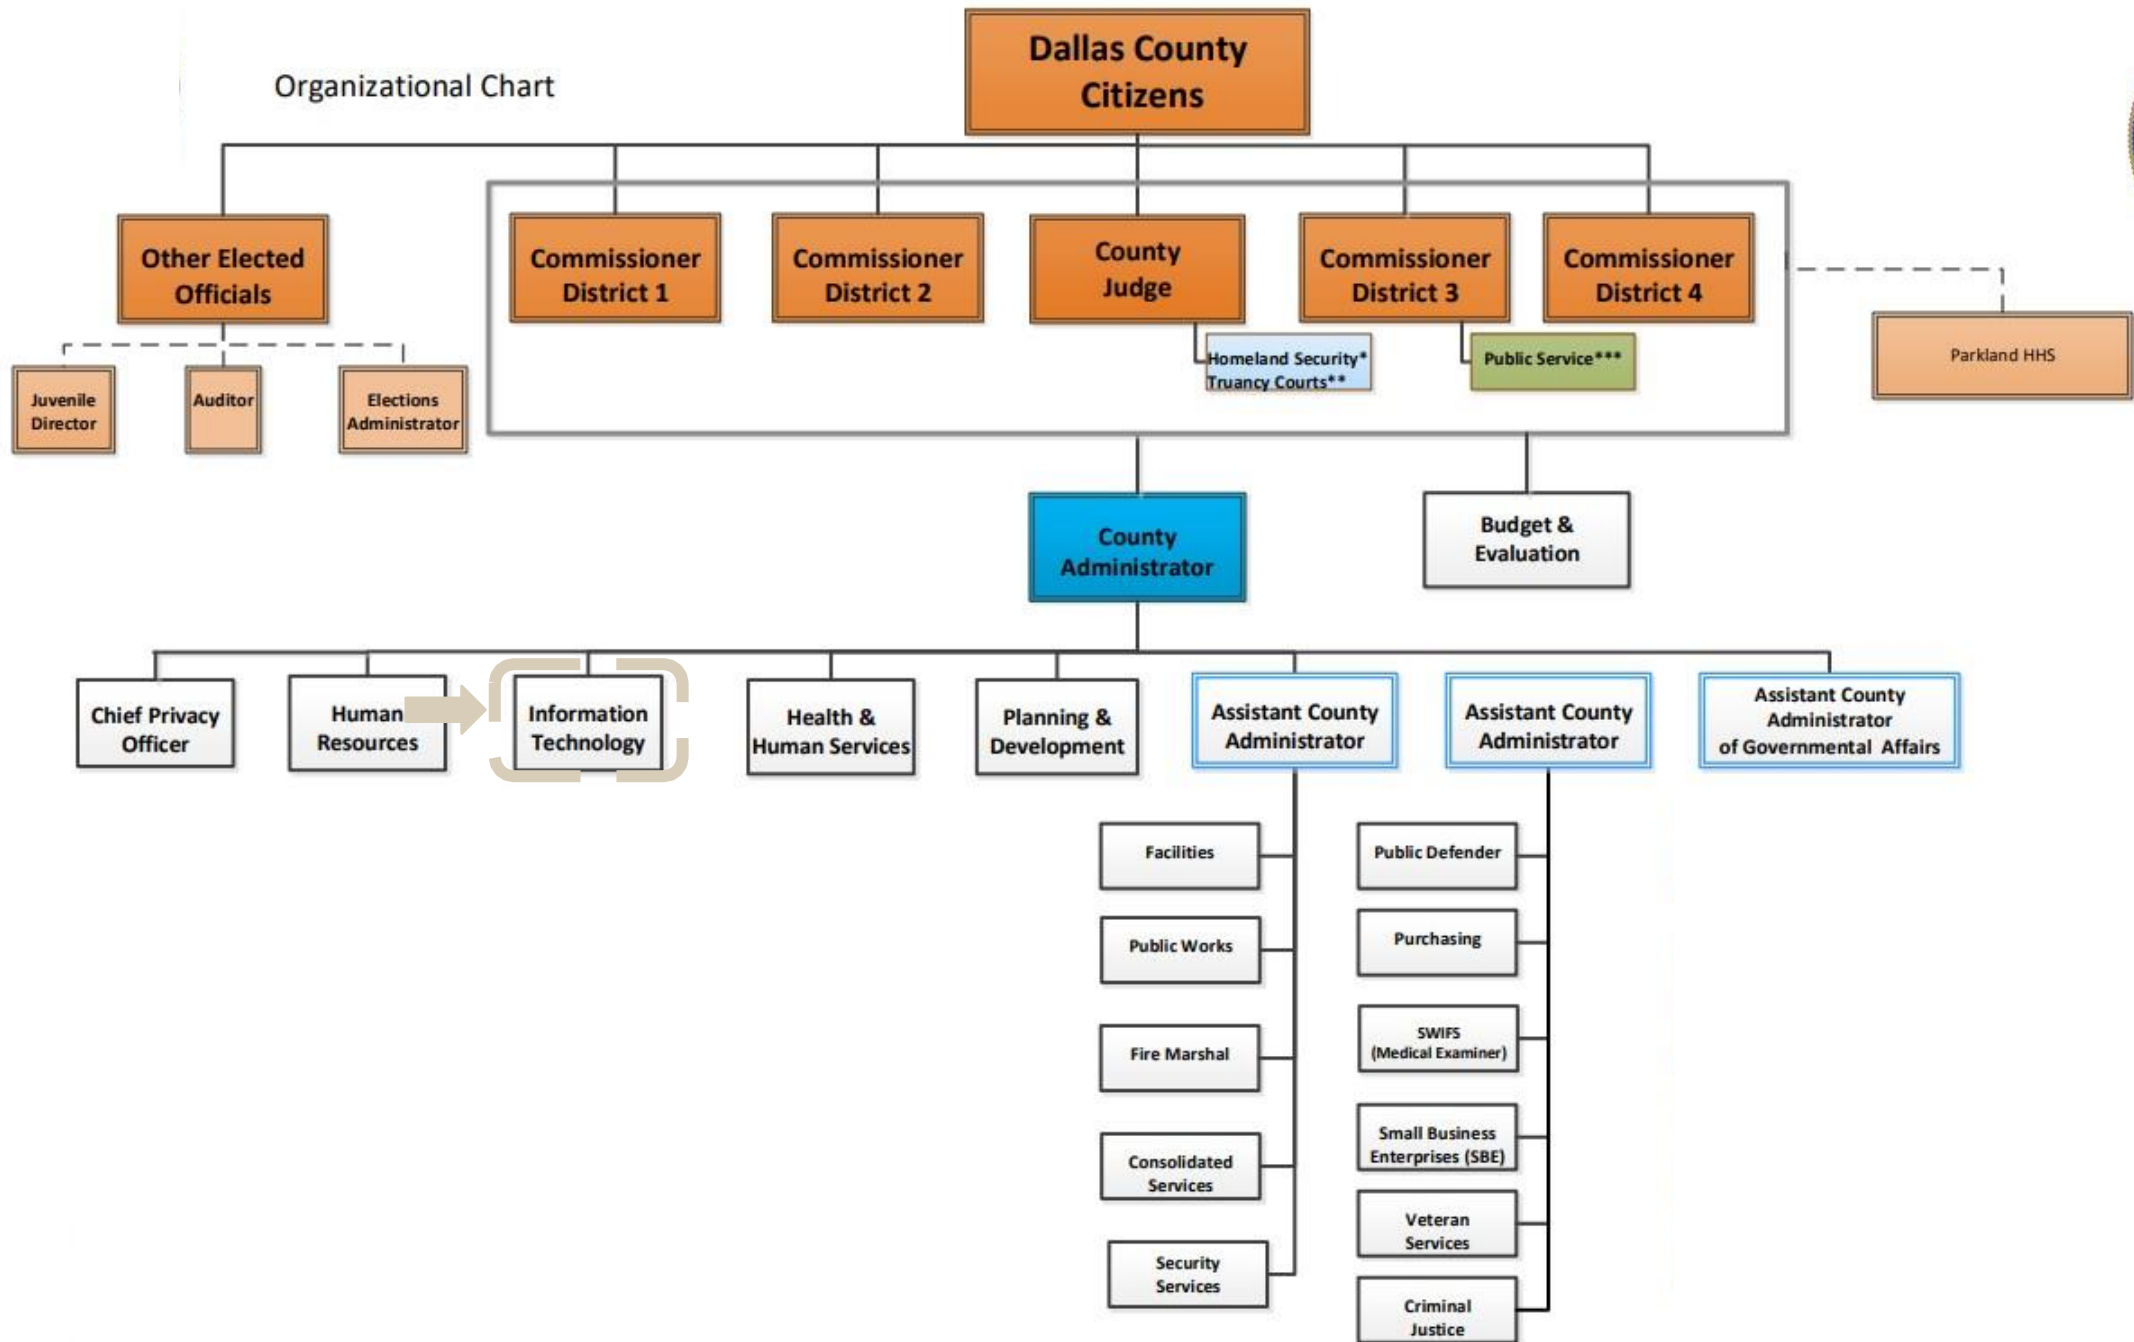 Organizational Chart
Dallas County
Citizens
Other Elected
Officials
Commissioner
District 1
Commissioner
District 2
County
Judge
Commissioner
District 3
Commissioner
District 4
Homeland Security*
Truancy Courts**
Public Service***
Parkland HHS
Juvenile
Director
Auditor
Elections
Administrator
County
Administrator
Budget &
Evaluation
Chief Privacy
Officer
Human
Resources
Information
Technology
Health &
Human Services
Planning &
Development
Assistant County
Administrator
Assistant County
Administrator
Assistant County
Administrator
of Governmental Affairs
Facilities
Public Works
Fire Marshal
Consolidated
Services
Security
Services
Public Defender
Purchasing
SWIFS
(Medical Examiner)
Small Business
Enterprises (SBE)
Veteran
Services
Criminal
Justice